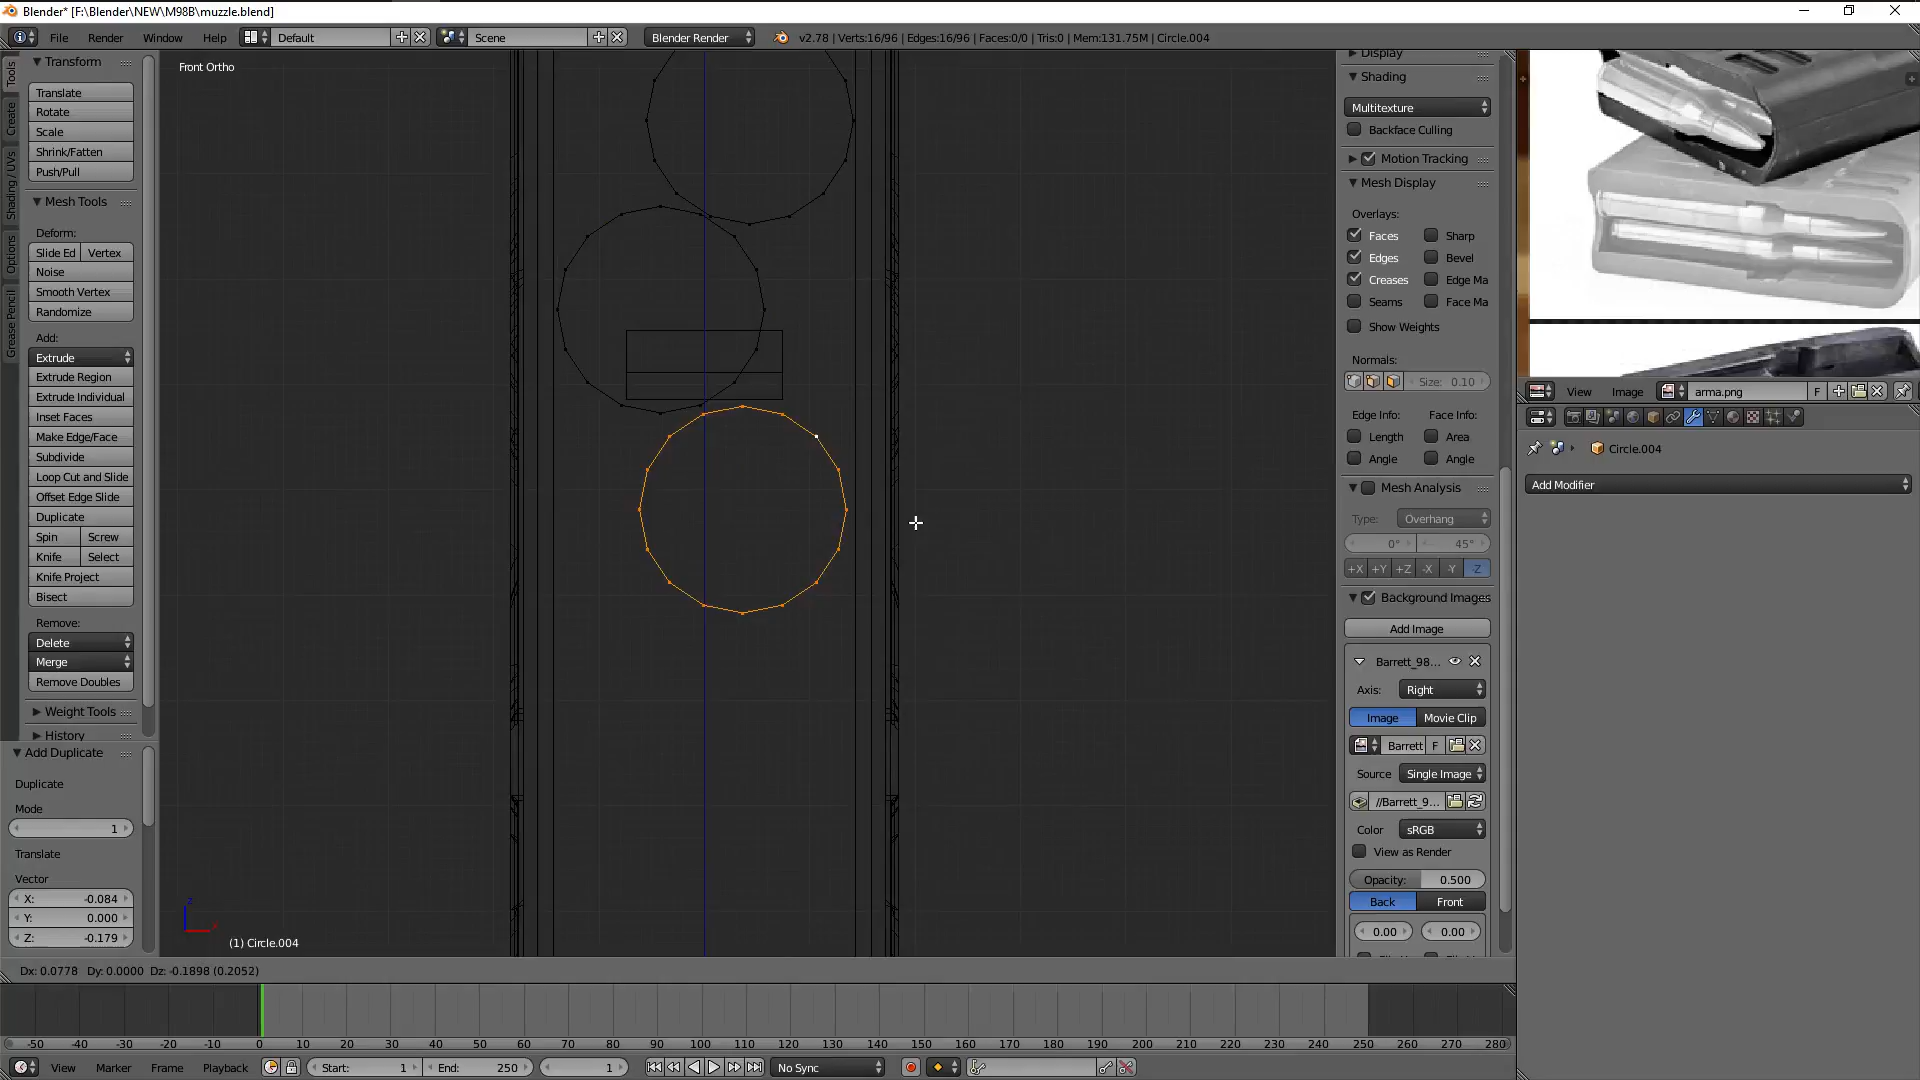 Blender* [F:\Blender\NEW\M98B\muzzle.blend]
File Render Window Help Default Scene Blender Render v2.78 | Verts:16/96 | Edges:16/96 | Faces:0/0 | Tris:0 | Mem:131.75M | Circle.004
Tools
Create
Shading / UVs
Options
Grease Pencil
Transform
Translate
Rotate
Scale
Shrink/Fatten
Push/Pull
Mesh Tools
Deform:
Slide Ed Vertex
Noise
Smooth Vertex
Randomize
Add:
Extrude
Extrude Region
Extrude Individual
Inset Faces
Make Edge/Face
Subdivide
Loop Cut and Slide
Offset Edge Slide
Duplicate
Spin Screw
Knife Select
Knife Project
Bisect
Remove:
Delete
Merge
Remove Doubles
Weight Tools
History
Add Duplicate
Duplicate
Mode
1
Translate
Vector
X: -0.084
Y: 0.000
Z: -0.179
Front Ortho
z
x
(1) Circle.004
Dx: 0.0778 Dy: 0.0000 Dz: -0.1898 (0.2052)
Display
Shading
Multitexture
Backface Culling
Motion Tracking
Mesh Display
Overlays:
Faces Sharp
Edges Bevel
Creases Edge Ma
Seams Face Ma
Show Weights
Normals:
Size: 0.10
Edge Info: Face Info:
Length Area
Angle Angle
Mesh Analysis
Type: Overhang
0° 45°
+X +Y +Z -X -Y -Z
Background Images
Add Image
Barrett_98...
Axis: Right
Image Movie Clip
Barrett F
Source Single Image
//Barrett_9...
Color sRGB
View as Render
Opacity: 0.500
Back Front
0.00 0.00
View Image arma.png F
Circle.004
Add Modifier
-50 -40 -30 -20 -10 0 10 20 30 40 50 60 70 80 90 100 110 120 130 140 150 160 170 180 190 200 210 220 230 240 250 260 270 280
View Marker Frame Playback Start: 1 End: 250 1 No Sync